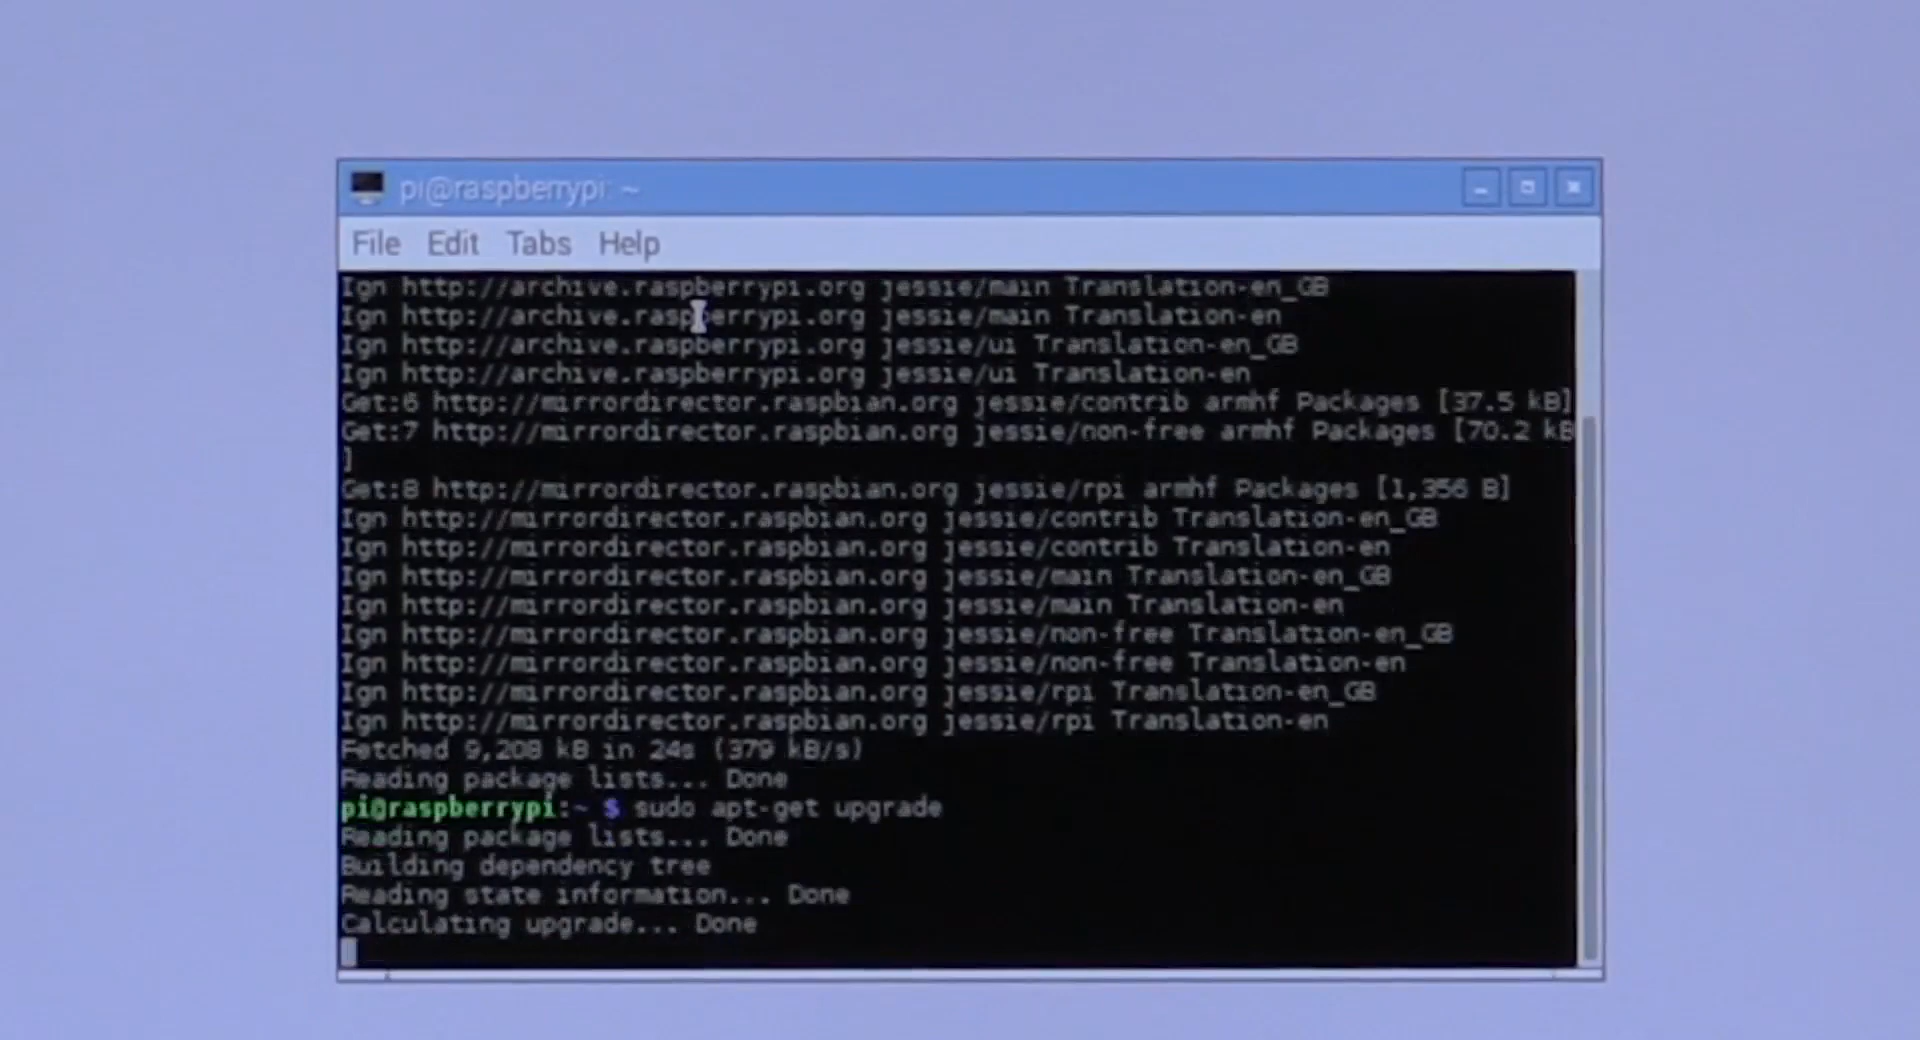 pi@raspberrypi: ~
File Edit Tabs Help
Ign http://archive.raspberrypi.org jessie/main Translation-en_GB
Ign http://archive.raspberrypi.org jessie/main Translation-en
Ign http://archive.raspberrypi.org jessie/ui Translation-en_GB
Ign http://archive.raspberrypi.org jessie/ui Translation-en
Get:6 http://mirrordirector.raspbian.org jessie/contrib armhf Packages [37.5 kB]
Get:7 http://mirrordirector.raspbian.org jessie/non-free armhf Packages [70.2 kB
]
Get:8 http://mirrordirector.raspbian.org jessie/rpi armhf Packages [1,356 B]
Ign http://mirrordirector.raspbian.org jessie/contrib Translation-en_GB
Ign http://mirrordirector.raspbian.org jessie/contrib Translation-en
Ign http://mirrordirector.raspbian.org jessie/main Translation-en_GB
Ign http://mirrordirector.raspbian.org jessie/main Translation-en
Ign http://mirrordirector.raspbian.org jessie/non-free Translation-en_GB
Ign http://mirrordirector.raspbian.org jessie/non-free Translation-en
Ign http://mirrordirector.raspbian.org jessie/rpi Translation-en_GB
Ign http://mirrordirector.raspbian.org jessie/rpi Translation-en
Fetched 9,208 kB in 24s (379 kB/s)
Reading package lists... Done
pi@raspberrypi:~ $ sudo apt-get upgrade
Reading package lists... Done
Building dependency tree
Reading state information... Done
Calculating upgrade... Done